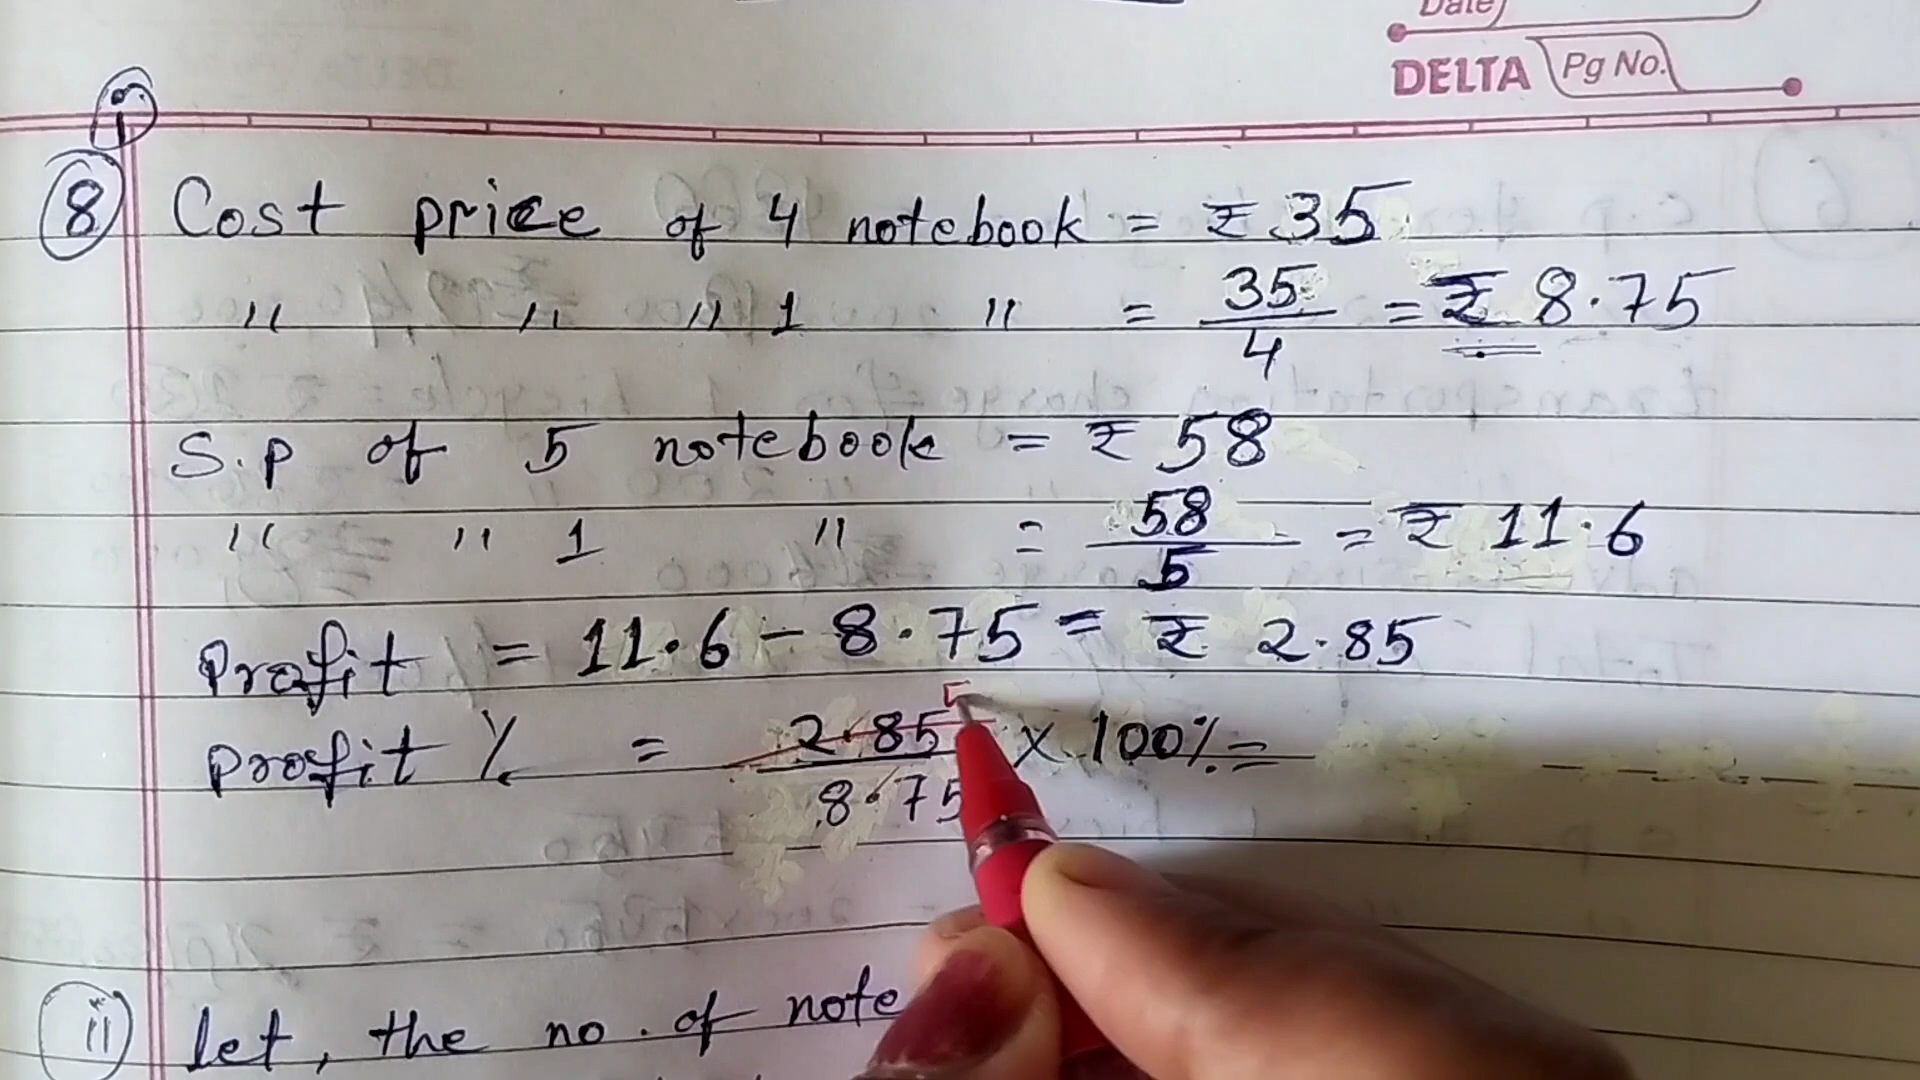 Date
DELTA Pg No.
i
8 Cost price of 4 notebook = ₹ 35
" " " 1 " = 35/4 = ₹ 8.75
S.p of 5 notebook = ₹ 58
" " 1 " = 58/5 = ₹ 11.6
Profit = 11.6 - 8.75 = ₹ 2.85
5
Profit % = 2.85/8.75 x 100% =
ii let, the no. of note